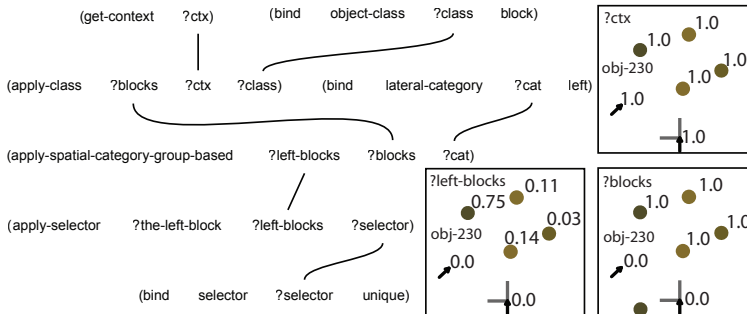 (get-context ?ctx) (bind object-class ?class block)
(apply-class ?blocks ?ctx ?class) (bind lateral-category ?cat left)
(apply-spatial-category-group-based ?left-blocks ?blocks ?cat)
(apply-selector ?the-left-block ?left-blocks ?selector)
(bind selector ?selector unique)
?ctx
1.0
1.0
obj-230
1.0
1.0
1.0
1.0
?left-blocks
0.11
0.75
obj-230
0.03
0.14
0.0
0.0
?blocks
1.0
1.0
obj-230
1.0
1.0
0.0
0.0